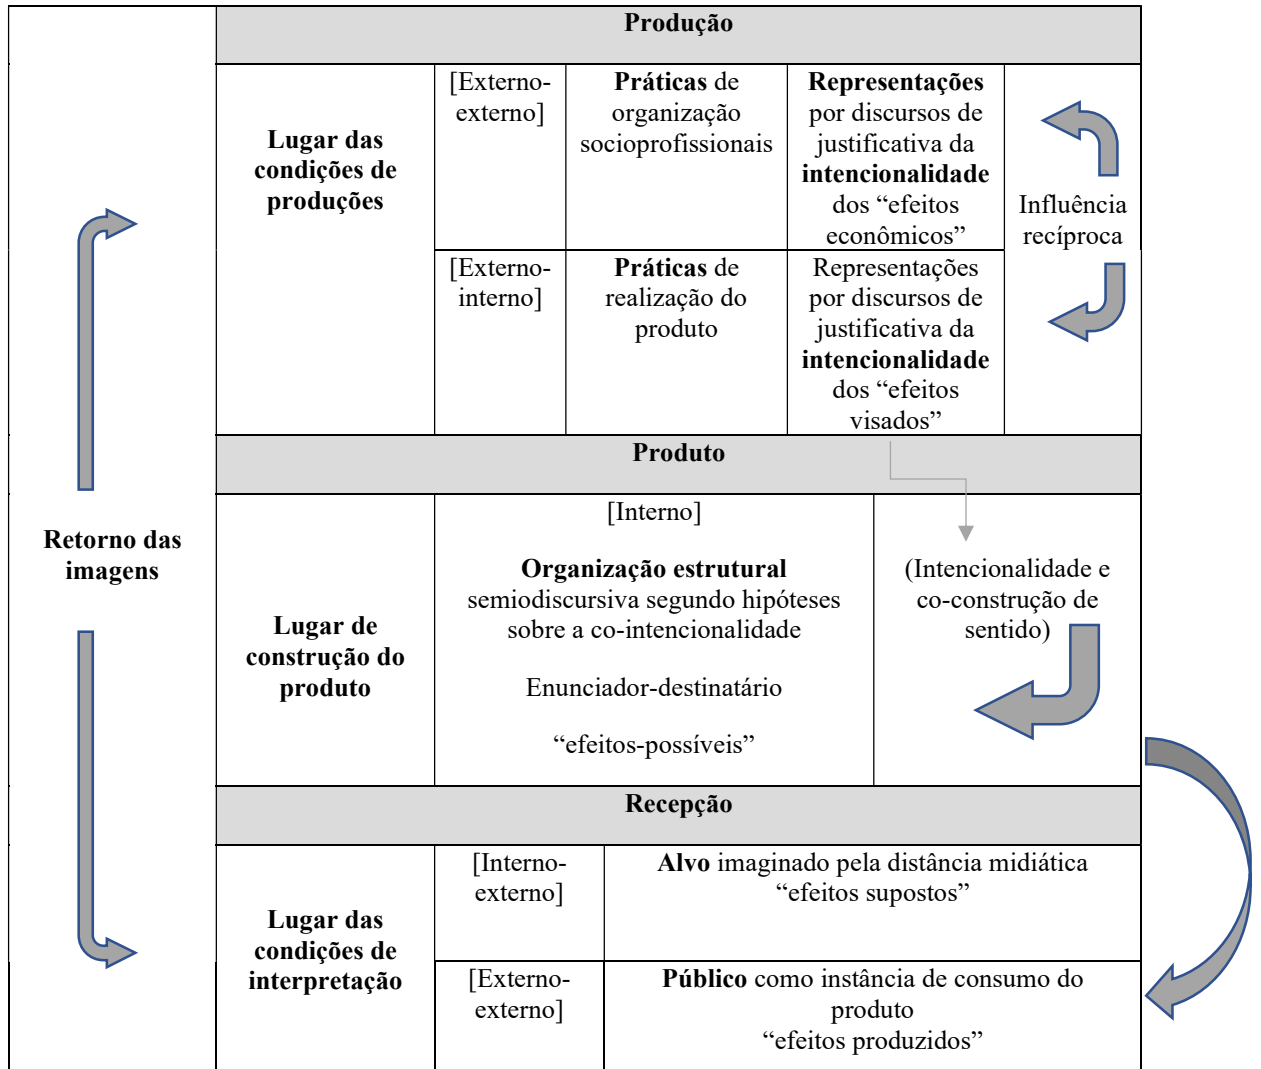 Produção
Lugar das
condições de
produções
[Externo-
externo]
Práticas de
organização
socioprofissionais
Representações
por discursos de
justificativa da
intencionalidade
dos “efeitos
econômicos”
Influência
recíproca
[Externo-
interno]
Práticas de
realização do
produto
Representações
por discursos de
justificativa da
intencionalidade
dos “efeitos
visados”
Retorno das
imagens
Produto
Lugar de
construção do
produto
[Interno]
Organização estrutural
semiodiscursiva segundo hipóteses
sobre a co-intencionalidade
Enunciador-destinatário
“efeitos-possíveis”
(Intencionalidade e
co-construção de
sentido)
Recepção
Lugar das
condições de
interpretação
[Interno-
externo]
Alvo imaginado pela distância midiática
“efeitos supostos”
[Externo-
externo]
Público como instância de consumo do
produto
“efeitos produzidos”